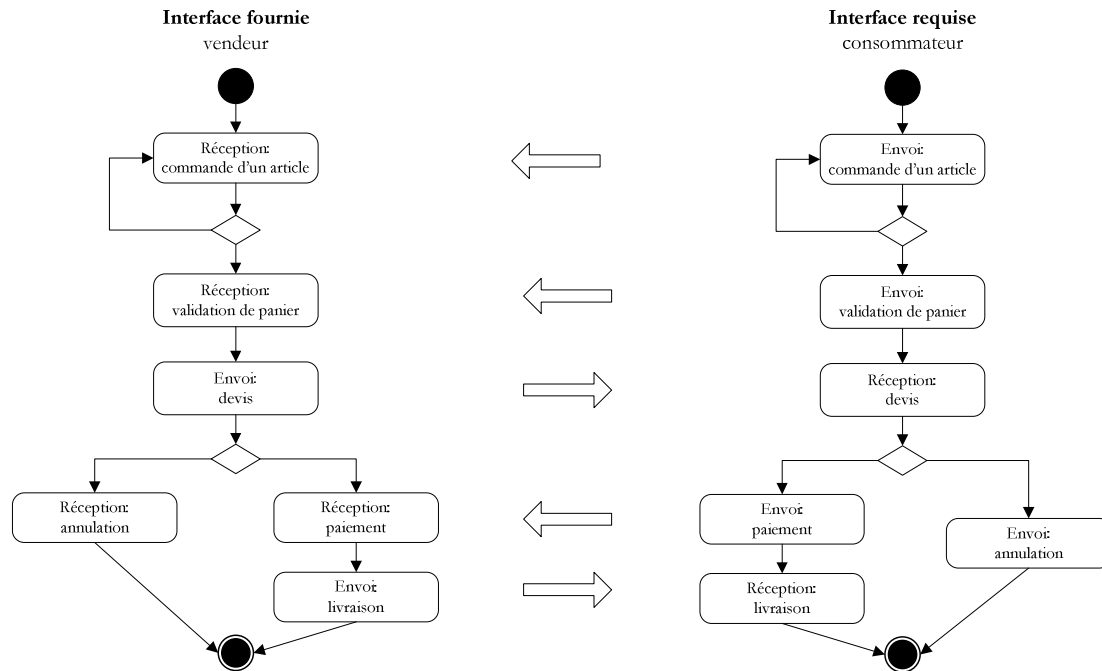 Interface fournie
vendeur
Réception:
commande d'un article
Réception:
validation de panier
Envoi:
devis
Réception:
annulation
Réception:
paiement
Envoi:
livraison
Interface requise
consommateur
Envoi:
commande d'un article
Envoi:
validation de panier
Réception:
devis
Envoi:
paiement
Réception:
livraison
Envoi:
annulation